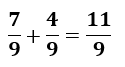 7/9 + 4/9 = 11/9